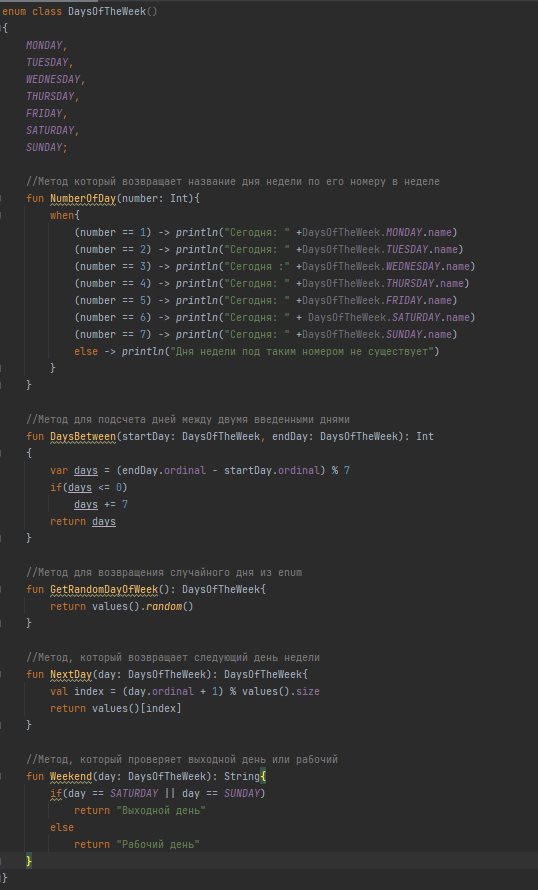 enum class DaysOfTheWeek()
{
MONDAY,
TUESDAY,
WEDNESDAY,
THURSDAY,
FRIDAY,
SATURDAY,
SUNDAY;
//Метод который возвращает название дня недели по его номеру в неделе
fun NumberOfDay(number: Int){
when{
(number == 1) -> println("Сегодня: " +DaysOfTheWeek.MONDAY.name)
(number == 2) -> println("Сегодня: " +DaysOfTheWeek.TUESDAY.name)
(number == 3) -> println("Сегодня :" +DaysOfTheWeek.WEDNESDAY.name)
(number == 4) -> println("Сегодня: " +DaysOfTheWeek.THURSDAY.name)
(number == 5) -> println("Сегодня: " +DaysOfTheWeek.FRIDAY.name)
(number == 6) -> println("Сегодня: " + DaysOfTheWeek.SATURDAY.name)
(number == 7) -> println("Сегодня: " +DaysOfTheWeek.SUNDAY.name)
else -> println("Дня недели под таким номером не существует")
}
}
//Метод для подсчета дней между двумя введенными днями
fun DaysBetween(startDay: DaysOfTheWeek, endDay: DaysOfTheWeek): Int
{
var days = (endDay.ordinal - startDay.ordinal) % 7
if(days <= 0)
days += 7
return days
}
//Метод для возвращения случайного дня из enum
fun GetRandomDayOfWeek(): DaysOfTheWeek{
return values().random()
}
//Метод, который возвращает следующий день недели
fun NextDay(day: DaysOfTheWeek): DaysOfTheWeek{
val index = (day.ordinal + 1) % values().size
return values()[index]
}
//Метод, который проверяет выходной день или рабочий
fun Weekend(day: DaysOfTheWeek): String{
if(day == SATURDAY || day == SUNDAY)
return "Выходной день"
else
return "Рабочий день"
}
}